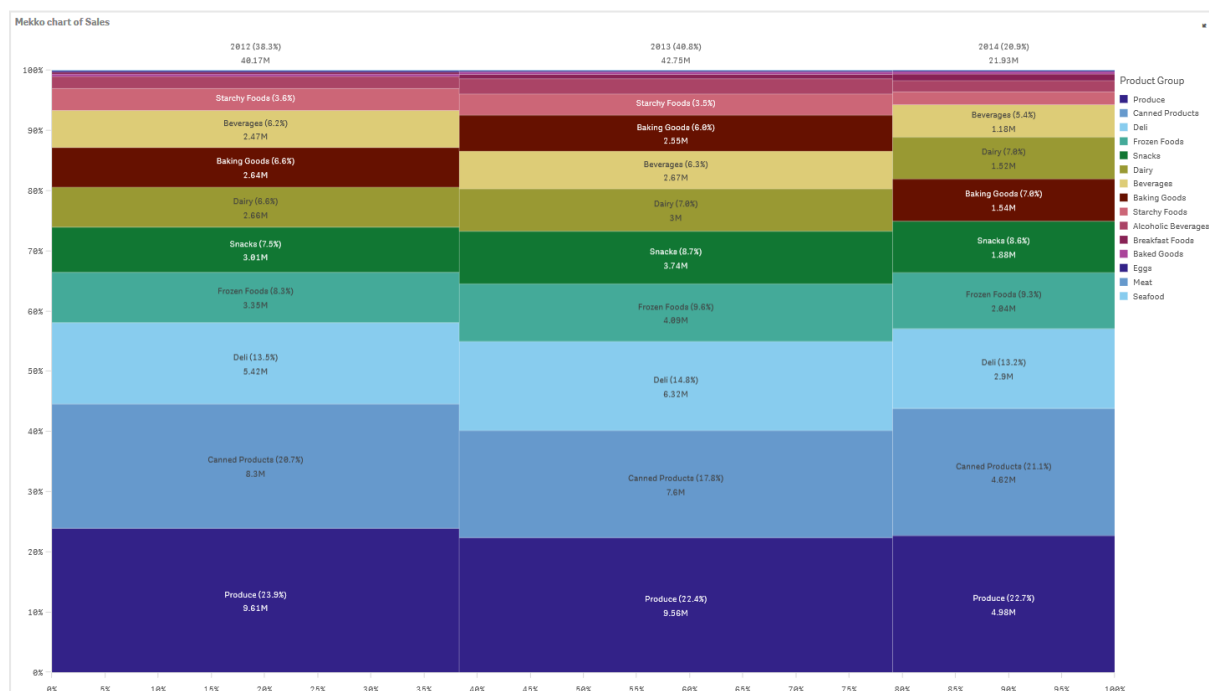 Mekko chart of Sales
2012 (38.3%)
40.17M
2013 (40.8%)
42.75M
2014 (20.9%)
21.93M
100%
90%
80%
70%
60%
50%
40%
30%
20%
10%
0%
Starchy Foods (3.6%)
Beverages (6.2%)
2.47M
Baking Goods (6.6%)
2.64M
Dairy (6.6%)
2.66M
Snacks (7.5%)
3.01M
Frozen Foods (8.3%)
3.35M
Deli (13.5%)
5.42M
Canned Products (20.7%)
8.3M
Produce (23.9%)
9.61M
Starchy Foods (3.5%)
Baking Goods (6.0%)
2.55M
Beverages (6.3%)
2.67M
Dairy (7.0%)
3M
Snacks (8.7%)
3.74M
Frozen Foods (9.6%)
4.09M
Deli (14.8%)
6.32M
Canned Products (17.8%)
7.6M
Produce (22.4%)
9.56M
Beverages (5.4%)
1.18M
Dairy (7.0%)
1.52M
Baking Goods (7.0%)
1.54M
Snacks (8.6%)
1.88M
Frozen Foods (9.3%)
2.04M
Deli (13.2%)
2.9M
Canned Products (21.1%)
4.62M
Produce (22.7%)
4.98M
0% 5% 10% 15% 20% 25% 30% 35% 40% 45% 50% 55% 60% 65% 70% 75% 80% 85% 90% 95% 100%
Product Group
Produce
Canned Products
Deli
Frozen Foods
Snacks
Dairy
Beverages
Baking Goods
Starchy Foods
Alcoholic Beverages
Breakfast Foods
Baked Goods
Eggs
Meat
Seafood